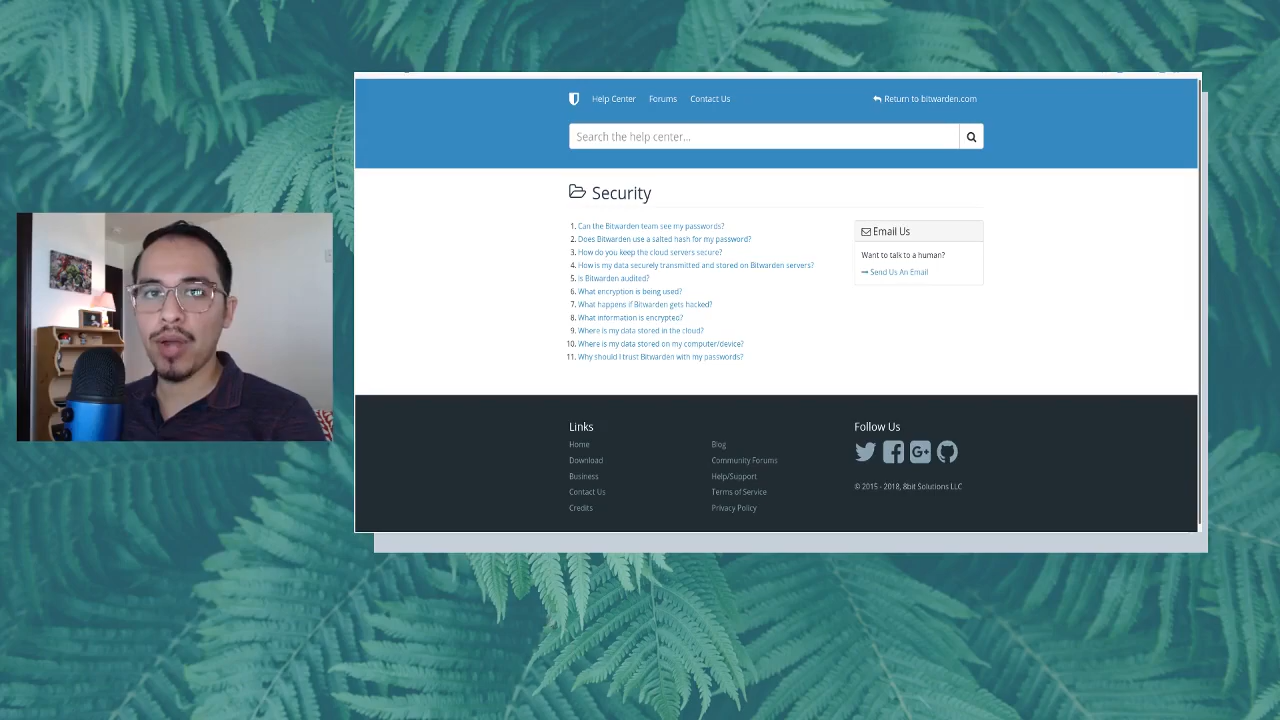 Help Center Forums Contact Us Return to bitwarden.com
Search the help center...
Security
1. Can the Bitwarden team see my passwords?
2. Does Bitwarden use a salted hash for my password?
3. How do you keep the cloud servers secure?
4. How is my data securely transmitted and stored on Bitwarden servers?
5. Is Bitwarden audited?
6. What encryption is being used?
7. What happens if Bitwarden gets hacked?
8. What information is encrypted?
9. Where is my data stored in the cloud?
10. Where is my data stored on my computer/device?
11. Why should I trust Bitwarden with my passwords?
Email Us
Want to talk to a human?
Send Us An Email
Links
Home
Download
Business
Contact Us
Credits
Blog
Community Forums
Help/Support
Terms of Service
Privacy Policy
Follow Us
G+
© 2015 - 2018, 8bit Solutions LLC